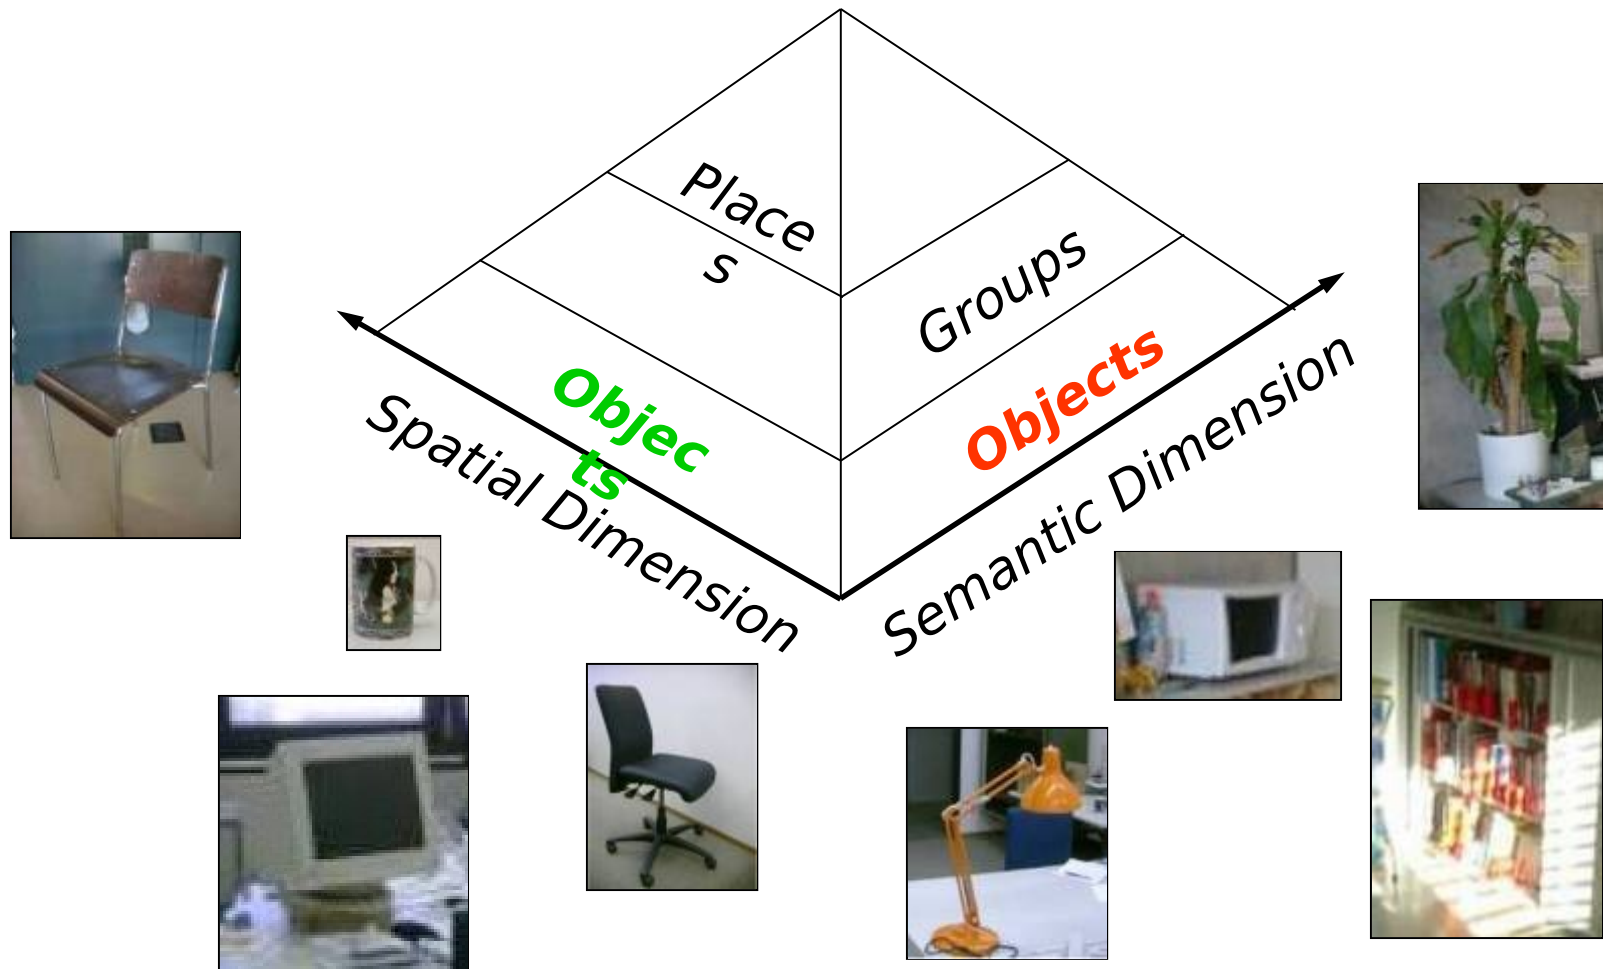 Place
s
Groups
Objec
ts
Objects
Spatial Dimension
Semantic Dimension